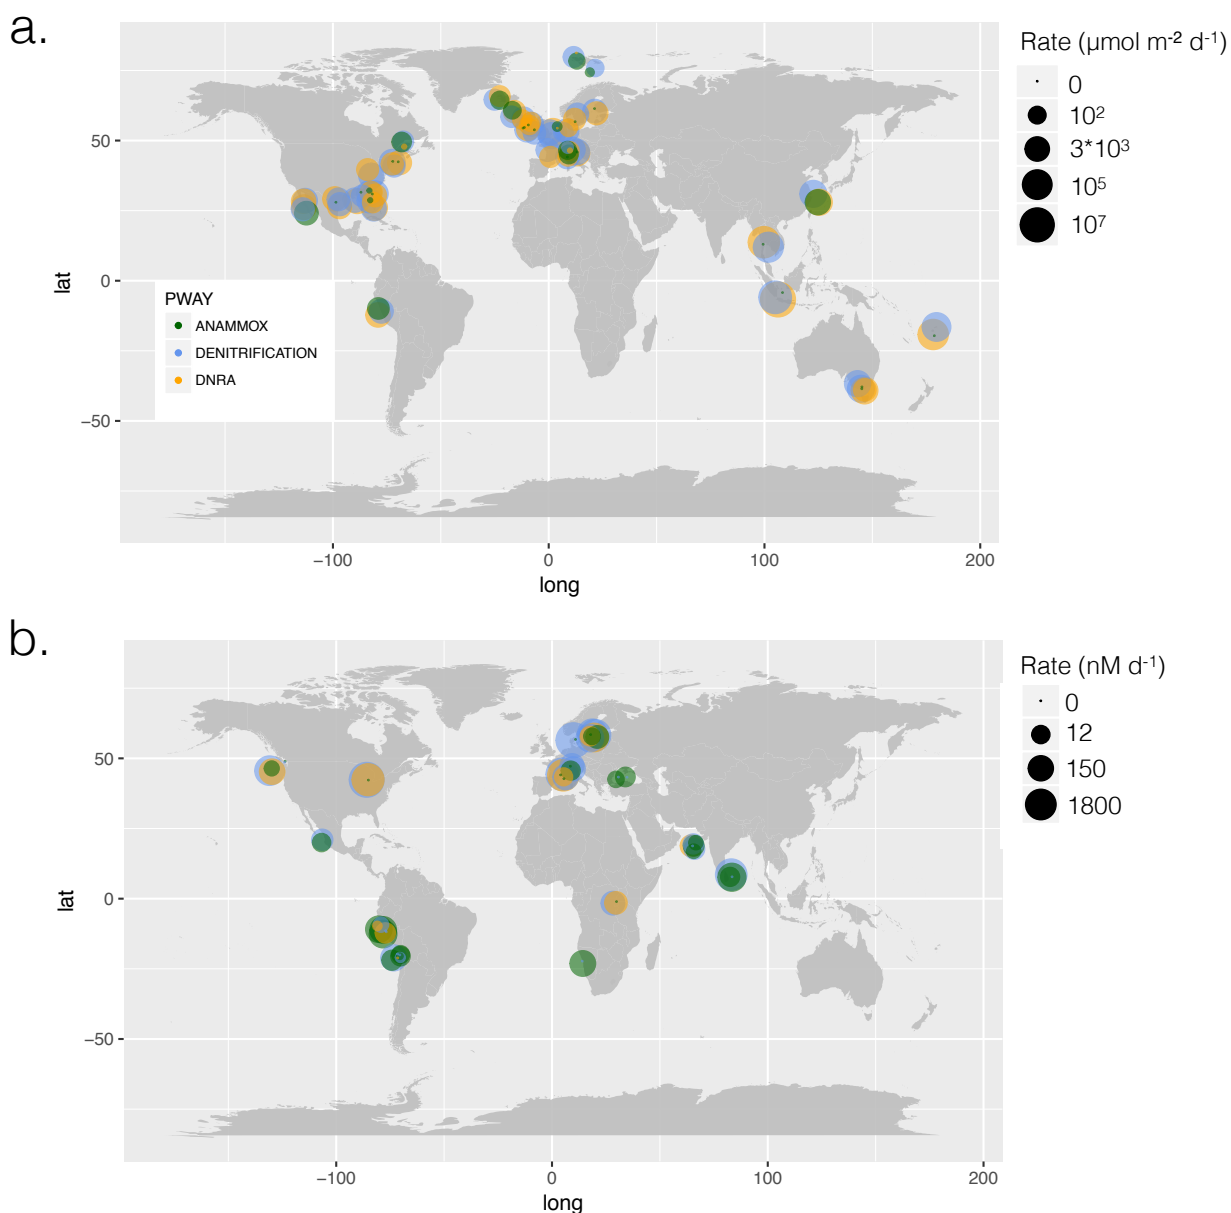 a.
Rate (µmol m-² d-¹)
0
10²
3*10³
10⁵
10⁷
50
0
−50
lat
PWAY
ANAMMOX
DENITRIFICATION
DNRA
−100 0 100 200
long
b.
Rate (nM d-¹)
0
12
150
1800
50
0
−50
lat
−100 0 100 200
long